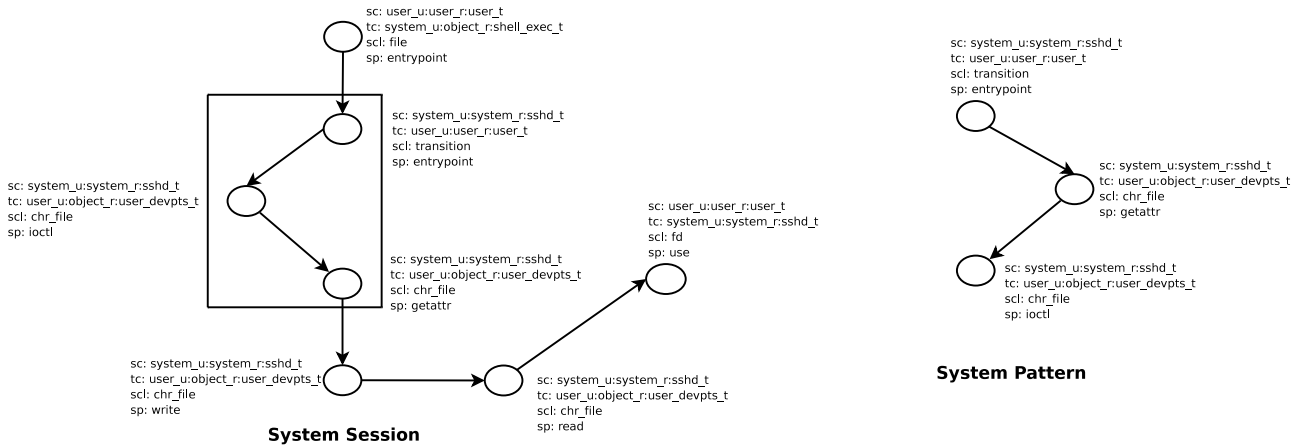 sc: user_u:user_r:user_t
tc: system_u:object_r:shell_exec_t
scl: file
sp: entrypoint
sc: system_u:system_r:sshd_t
tc: user_u:user_r:user_t
scl: transition
sp: entrypoint
sc: system_u:system_r:sshd_t
tc: user_u:object_r:user_devpts_t
scl: chr_file
sp: ioctl
sc: system_u:system_r:sshd_t
tc: user_u:object_r:user_devpts_t
scl: chr_file
sp: getattr
sc: system_u:system_r:sshd_t
tc: user_u:object_r:user_devpts_t
scl: chr_file
sp: write
sc: system_u:system_r:sshd_t
tc: user_u:object_r:user_devpts_t
scl: chr_file
sp: read
sc: user_u:user_r:user_t
tc: system_u:system_r:sshd_t
scl: fd
sp: use
System Session
sc: system_u:system_r:sshd_t
tc: user_u:user_r:user_t
scl: transition
sp: entrypoint
sc: system_u:system_r:sshd_t
tc: user_u:object_r:user_devpts_t
scl: chr_file
sp: getattr
sc: system_u:system_r:sshd_t
tc: user_u:object_r:user_devpts_t
scl: chr_file
sp: ioctl
System Pattern